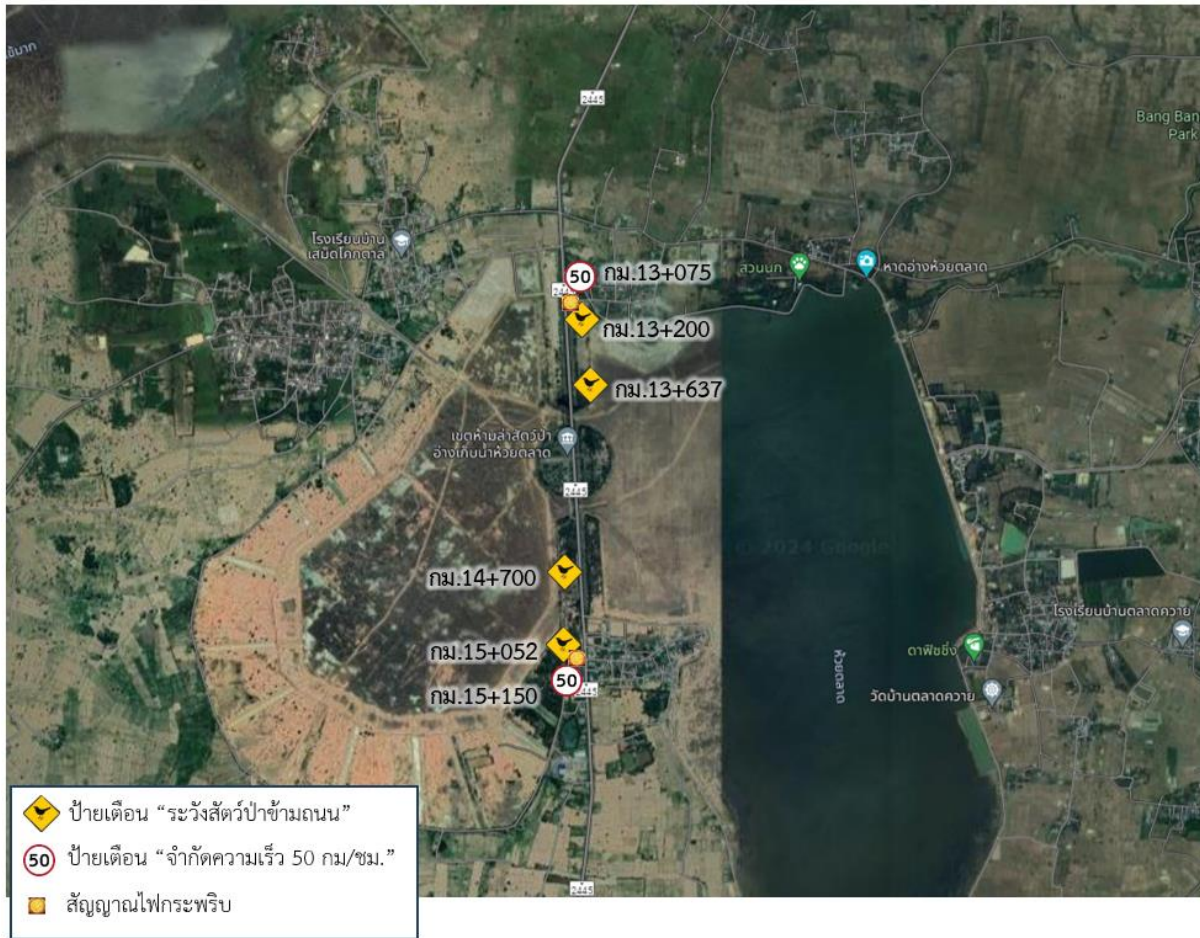 2445
Bang Ban
Park
โรงเรียนบ้าน
เสม็ดโคกตาล
50
กม.13+075
สวนนก
หาดอ่างห้วยตลาด
กม.13+200
กม.13+637
เขตห้ามล่าสัตว์ป่า
อ่างเก็บน้ำห้วยตลาด
2445
© 2024 Google
กม.14+700
โรงเรียนบ้านตลาดควาย
กม.15+052
ตาฟิชชิ่ง
ห้วยตลาด
50
กม.15+150
2445
วัดบ้านตลาดควาย
ป้ายเตือน “ระวังสัตว์ป่าข้ามถนน”
50
ป้ายเตือน “จำกัดความเร็ว 50 กม/ชม.”
สัญญาณไฟกระพริบ
2445